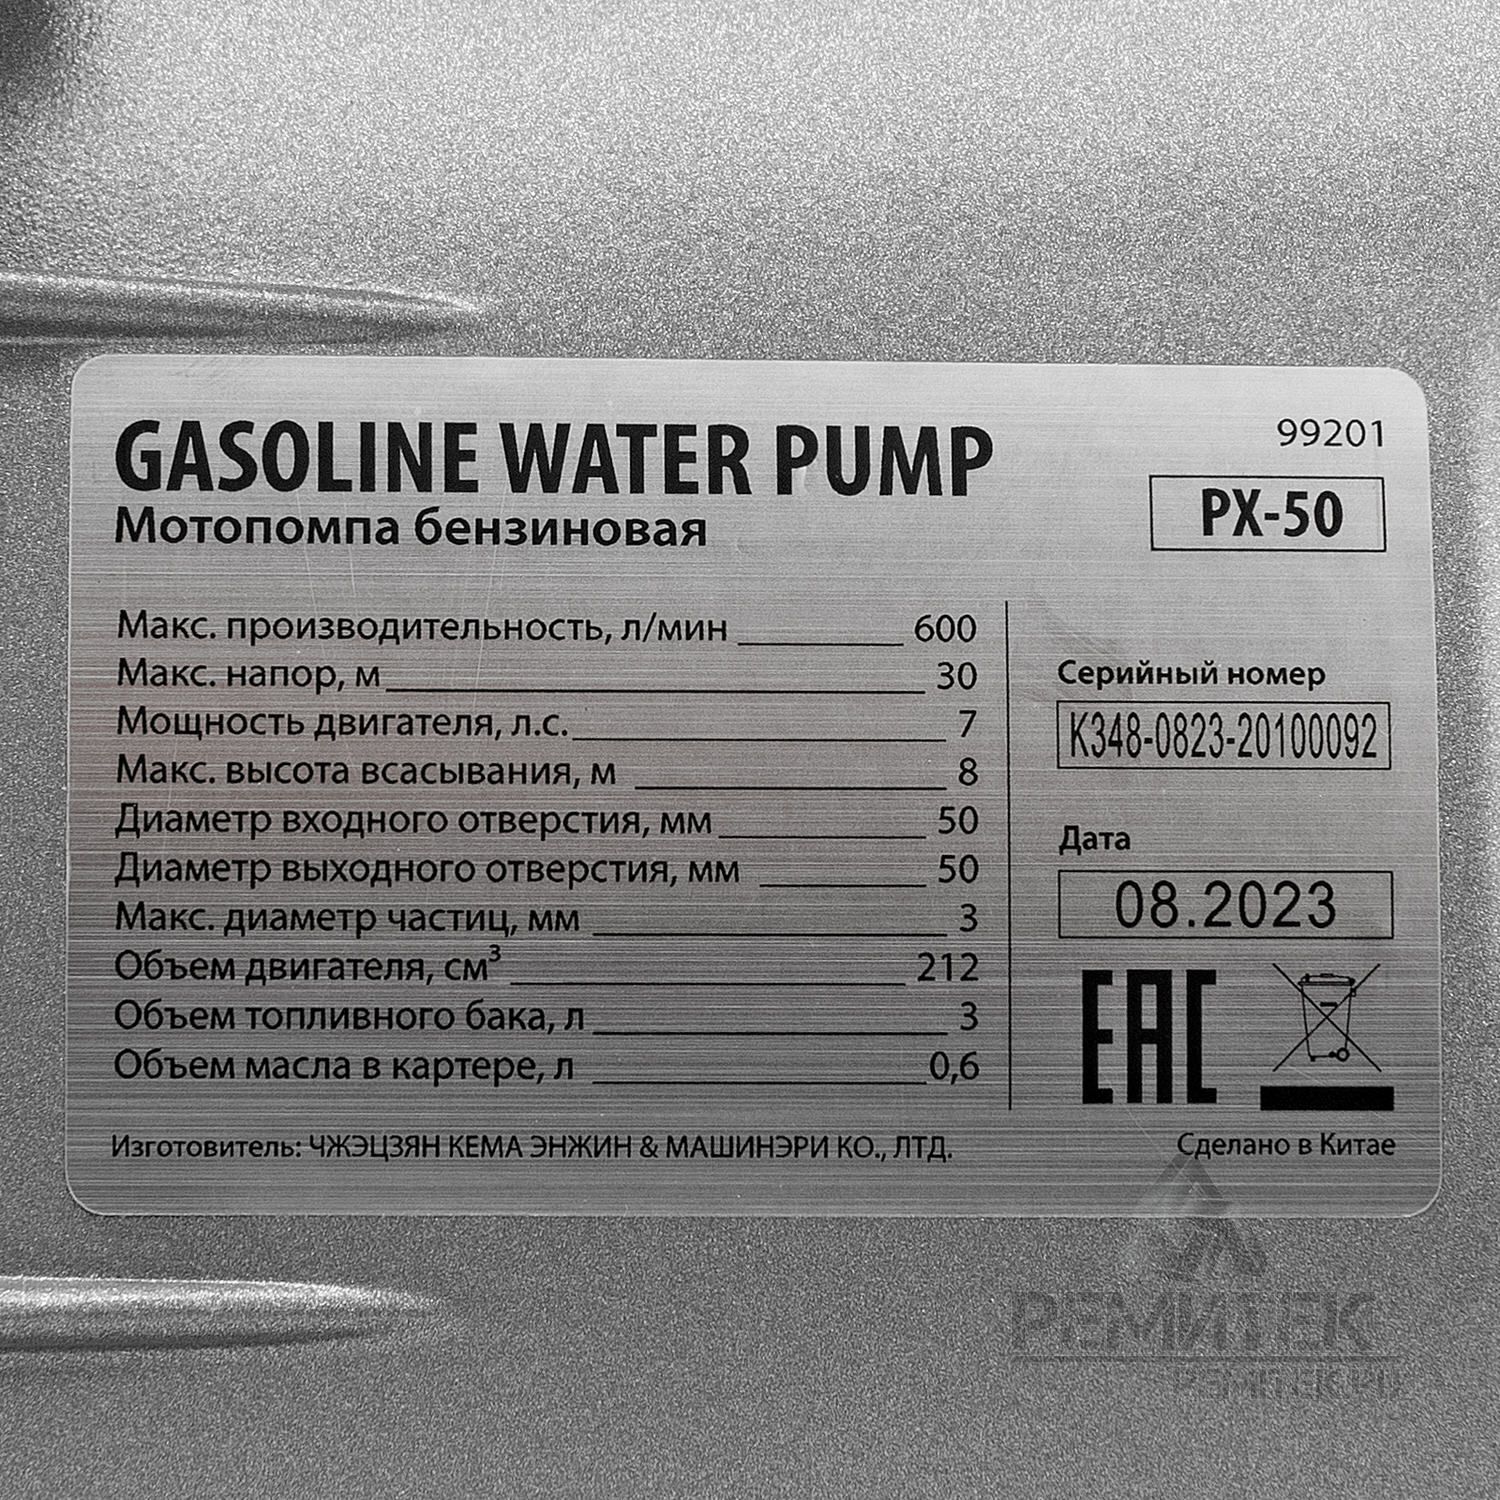 GASOLINE WATER PUMP
Мотопомпа бензиновая
99201
PX-50
Макс. производительность, л/мин 600
Макс. напор, м 30
Мощность двигателя, л.с. 7
Макс. высота всасывания, м 8
Диаметр входного отверстия, мм 50
Диаметр выходного отверстия, мм 50
Макс. диаметр частиц, мм 3
Объем двигателя, см³ 212
Объем топливного бака, л 3
Объем масла в картере, л 0,6
Серийный номер
K348-0823-20100092
Дата
08.2023
EAC
Изготовитель: ЧЖЭЦЗЯН КЕМА ЭНЖИН & МАШИНЭРИ КО., ЛТД.
Сделано в Китае
РЕМИТЕК
РЕМІТЕК.РУ